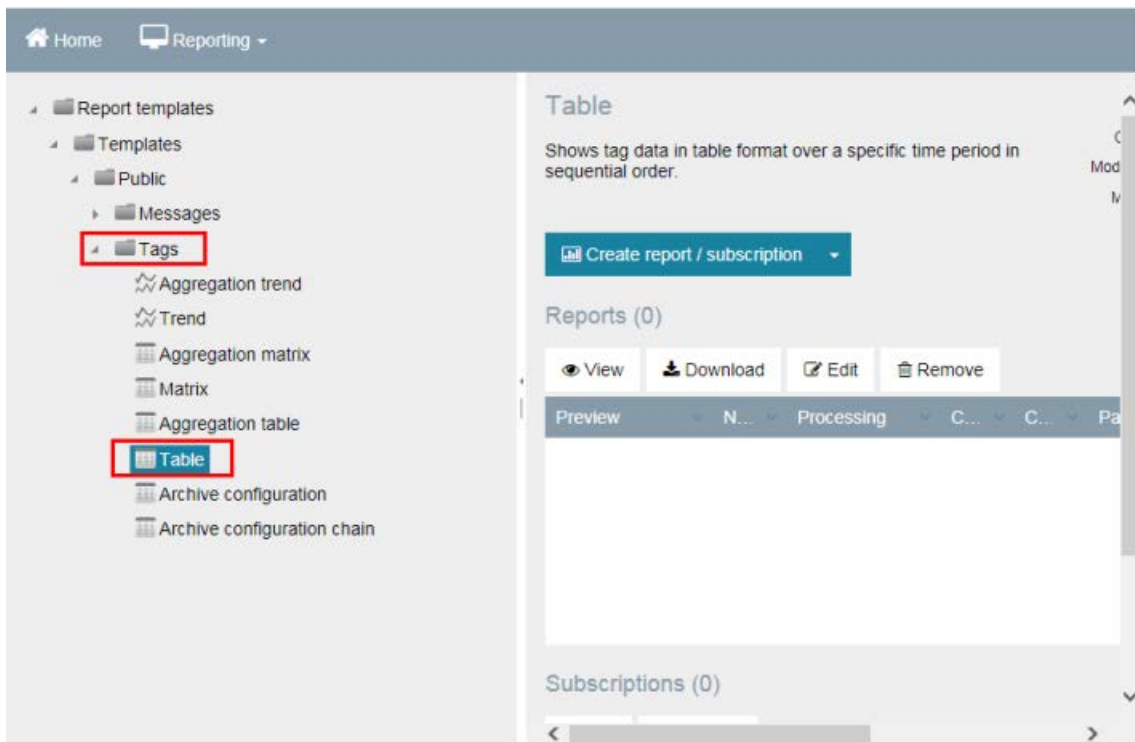 Home Reporting
Report templates
Templates
Public
Messages
Tags
Aggregation trend
Trend
Aggregation matrix
Matrix
Aggregation table
Table
Archive configuration
Archive configuration chain
Table
Shows tag data in table format over a specific time period in
sequential order.
Mod
Create report / subscription
Reports (0)
View Download Edit Remove
Preview N... Processing C... C... Pa
Subscriptions (0)